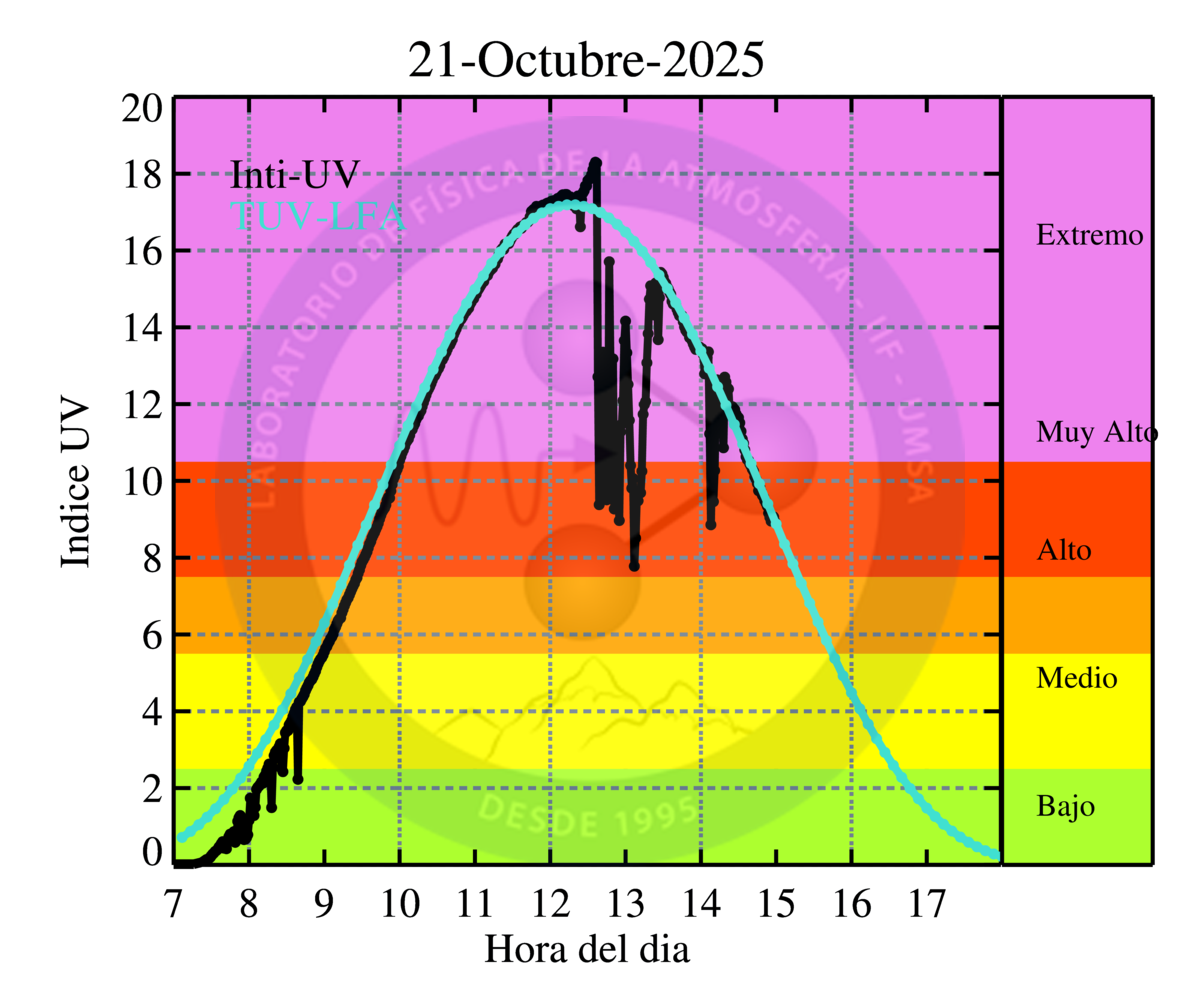 21-Octubre-2025
Inti-UV
TUV-LFA
20
18
16
14
12
10
8
6
4
2
0
Indice UV
7 8 9 10 11 12 13 14 15 16 17
Hora del dia
Extremo
Muy Alto
Alto
Medio
Bajo
LABORATORIO DE FÍSICA DE LA ATMÓSFERA - IIF - UMSA
DESDE 1995